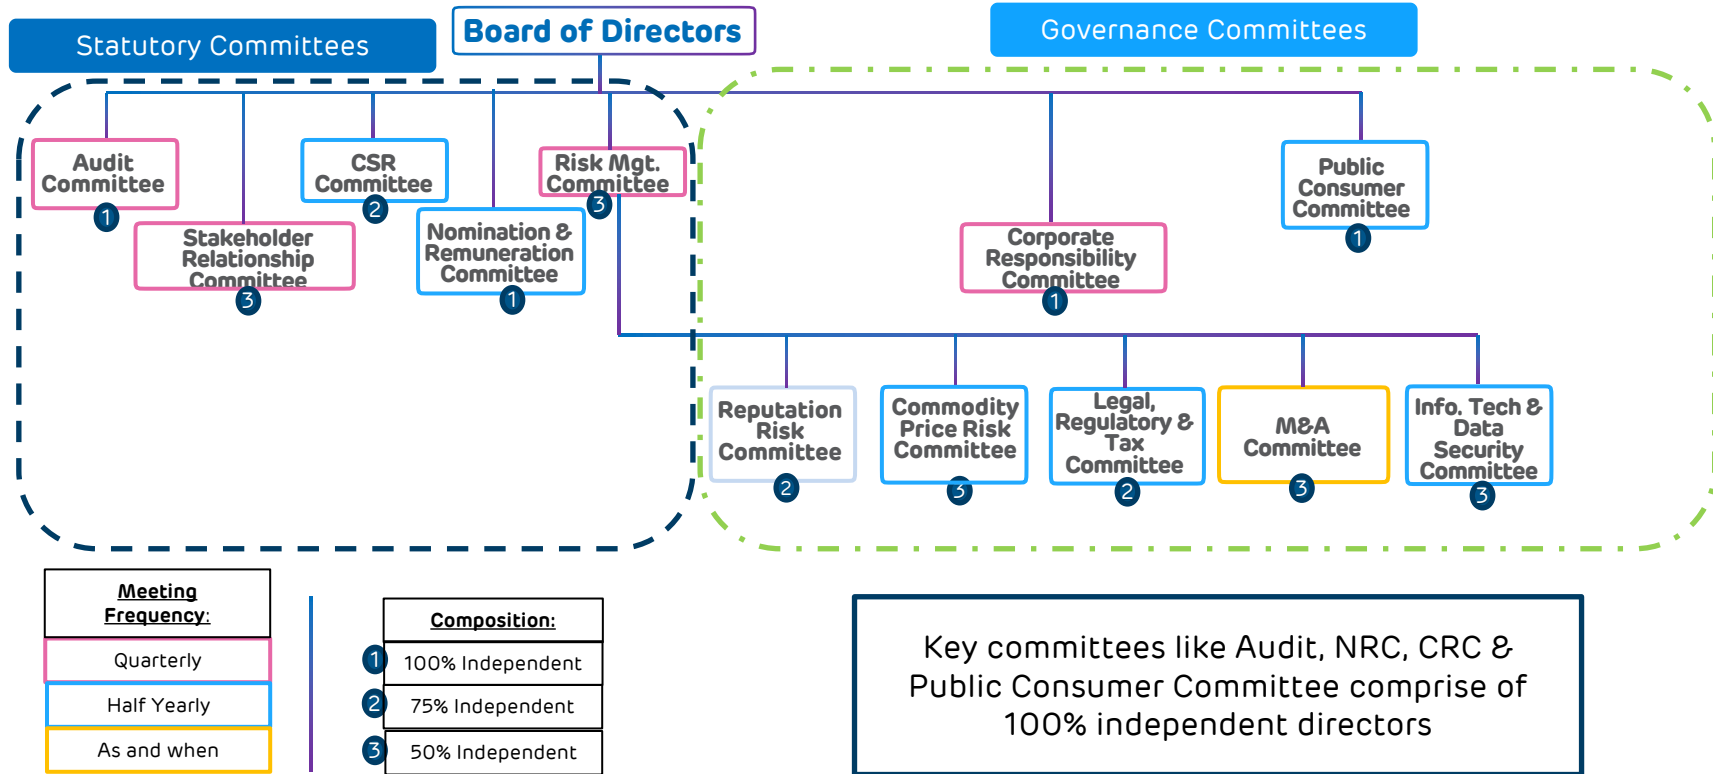 Statutory Committees
Board of Directors
Governance Committees
Audit
Committee
1
CSR
Committee
2
Risk Mgt.
Committee
3
Public
Consumer
Committee
1
Stakeholder
Relationship
Committee
3
Nomination &
Remuneration
Committee
1
Corporate
Responsibility
Committee
1
Reputation
Risk
Committee
2
Commodity
Price Risk
Committee
3
Legal,
Regulatory &
Tax
Committee
2
M&A
Committee
3
Info. Tech &
Data
Security
Committee
3
Meeting
Frequency:
Quarterly
Half Yearly
As and when
Composition:
1 100% Independent
2 75% Independent
3 50% Independent
Key committees like Audit, NRC, CRC &
Public Consumer Committee comprise of
100% independent directors